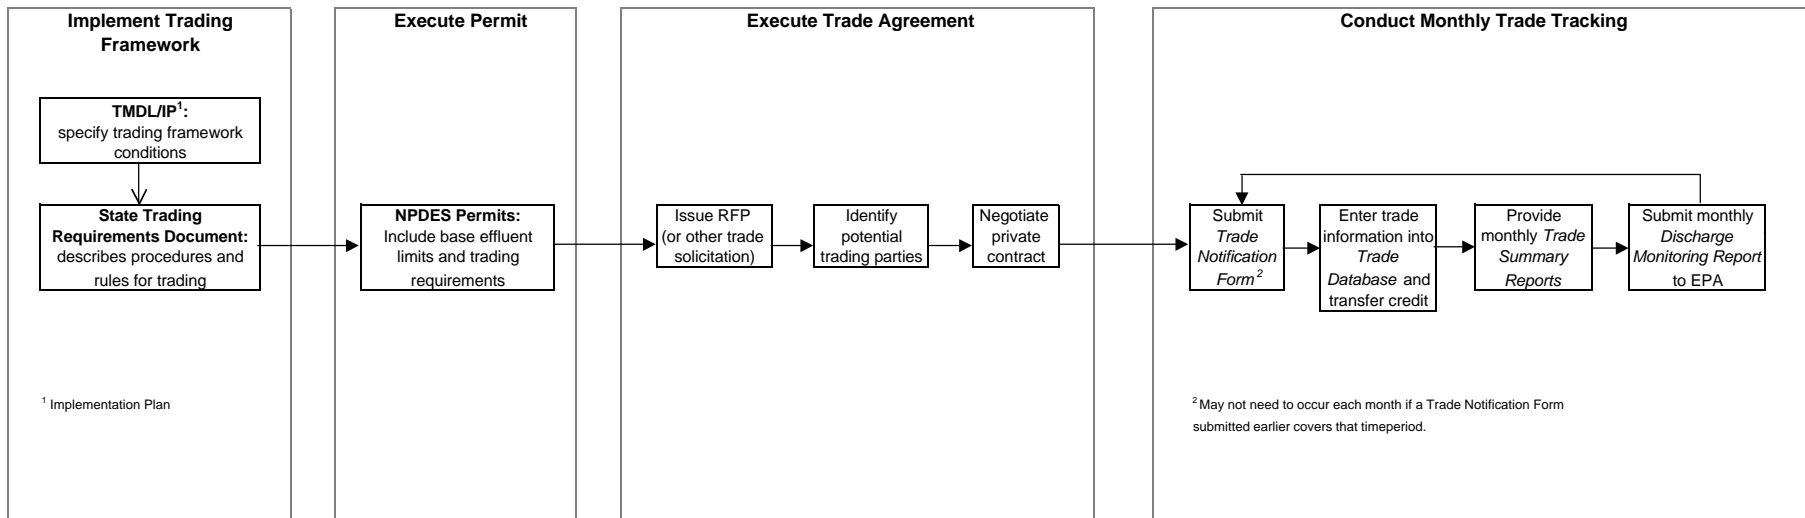 Implement Trading
Framework
TMDL/IP¹:
specify trading framework
conditions
State Trading
Requirements Document:
describes procedures and
rules for trading
¹ Implementation Plan
Execute Permit
NPDES Permits:
Include base effluent
limits and trading
requirements
Execute Trade Agreement
Issue RFP
(or other trade
solicitation)
Identify
potential
trading parties
Negotiate
private
contract
Conduct Monthly Trade Tracking
Submit
Trade
Notification
Form²
Enter trade
information into
Trade
Database and
transfer credit
Provide
monthly Trade
Summary
Reports
Submit monthly
Discharge
Monitoring Report
to EPA
² May not need to occur each month if a Trade Notification Form
submitted earlier covers that timeperiod.